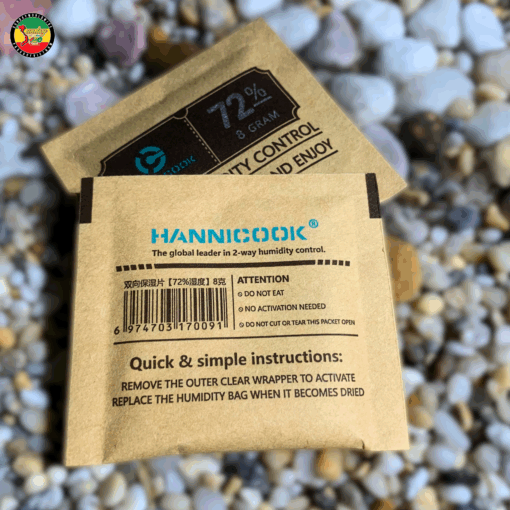 72%
8 GRAM
COOK
ITY CONTROL
ND ENJOY
HANNICOOK®
The global leader in 2-way humidity control.
双向保湿片【72%湿度】8克
6 974703 170091
ATTENTION
DO NOT EAT
NO ACTIVATION NEEDED
DO NOT CUT OR TEAR THIS PACKET OPEN
Quick & simple instructions:
REMOVE THE OUTER CLEAR WRAPPER TO ACTIVATE
REPLACE THE HUMIDITY BAG WHEN IT BECOMES DRIED